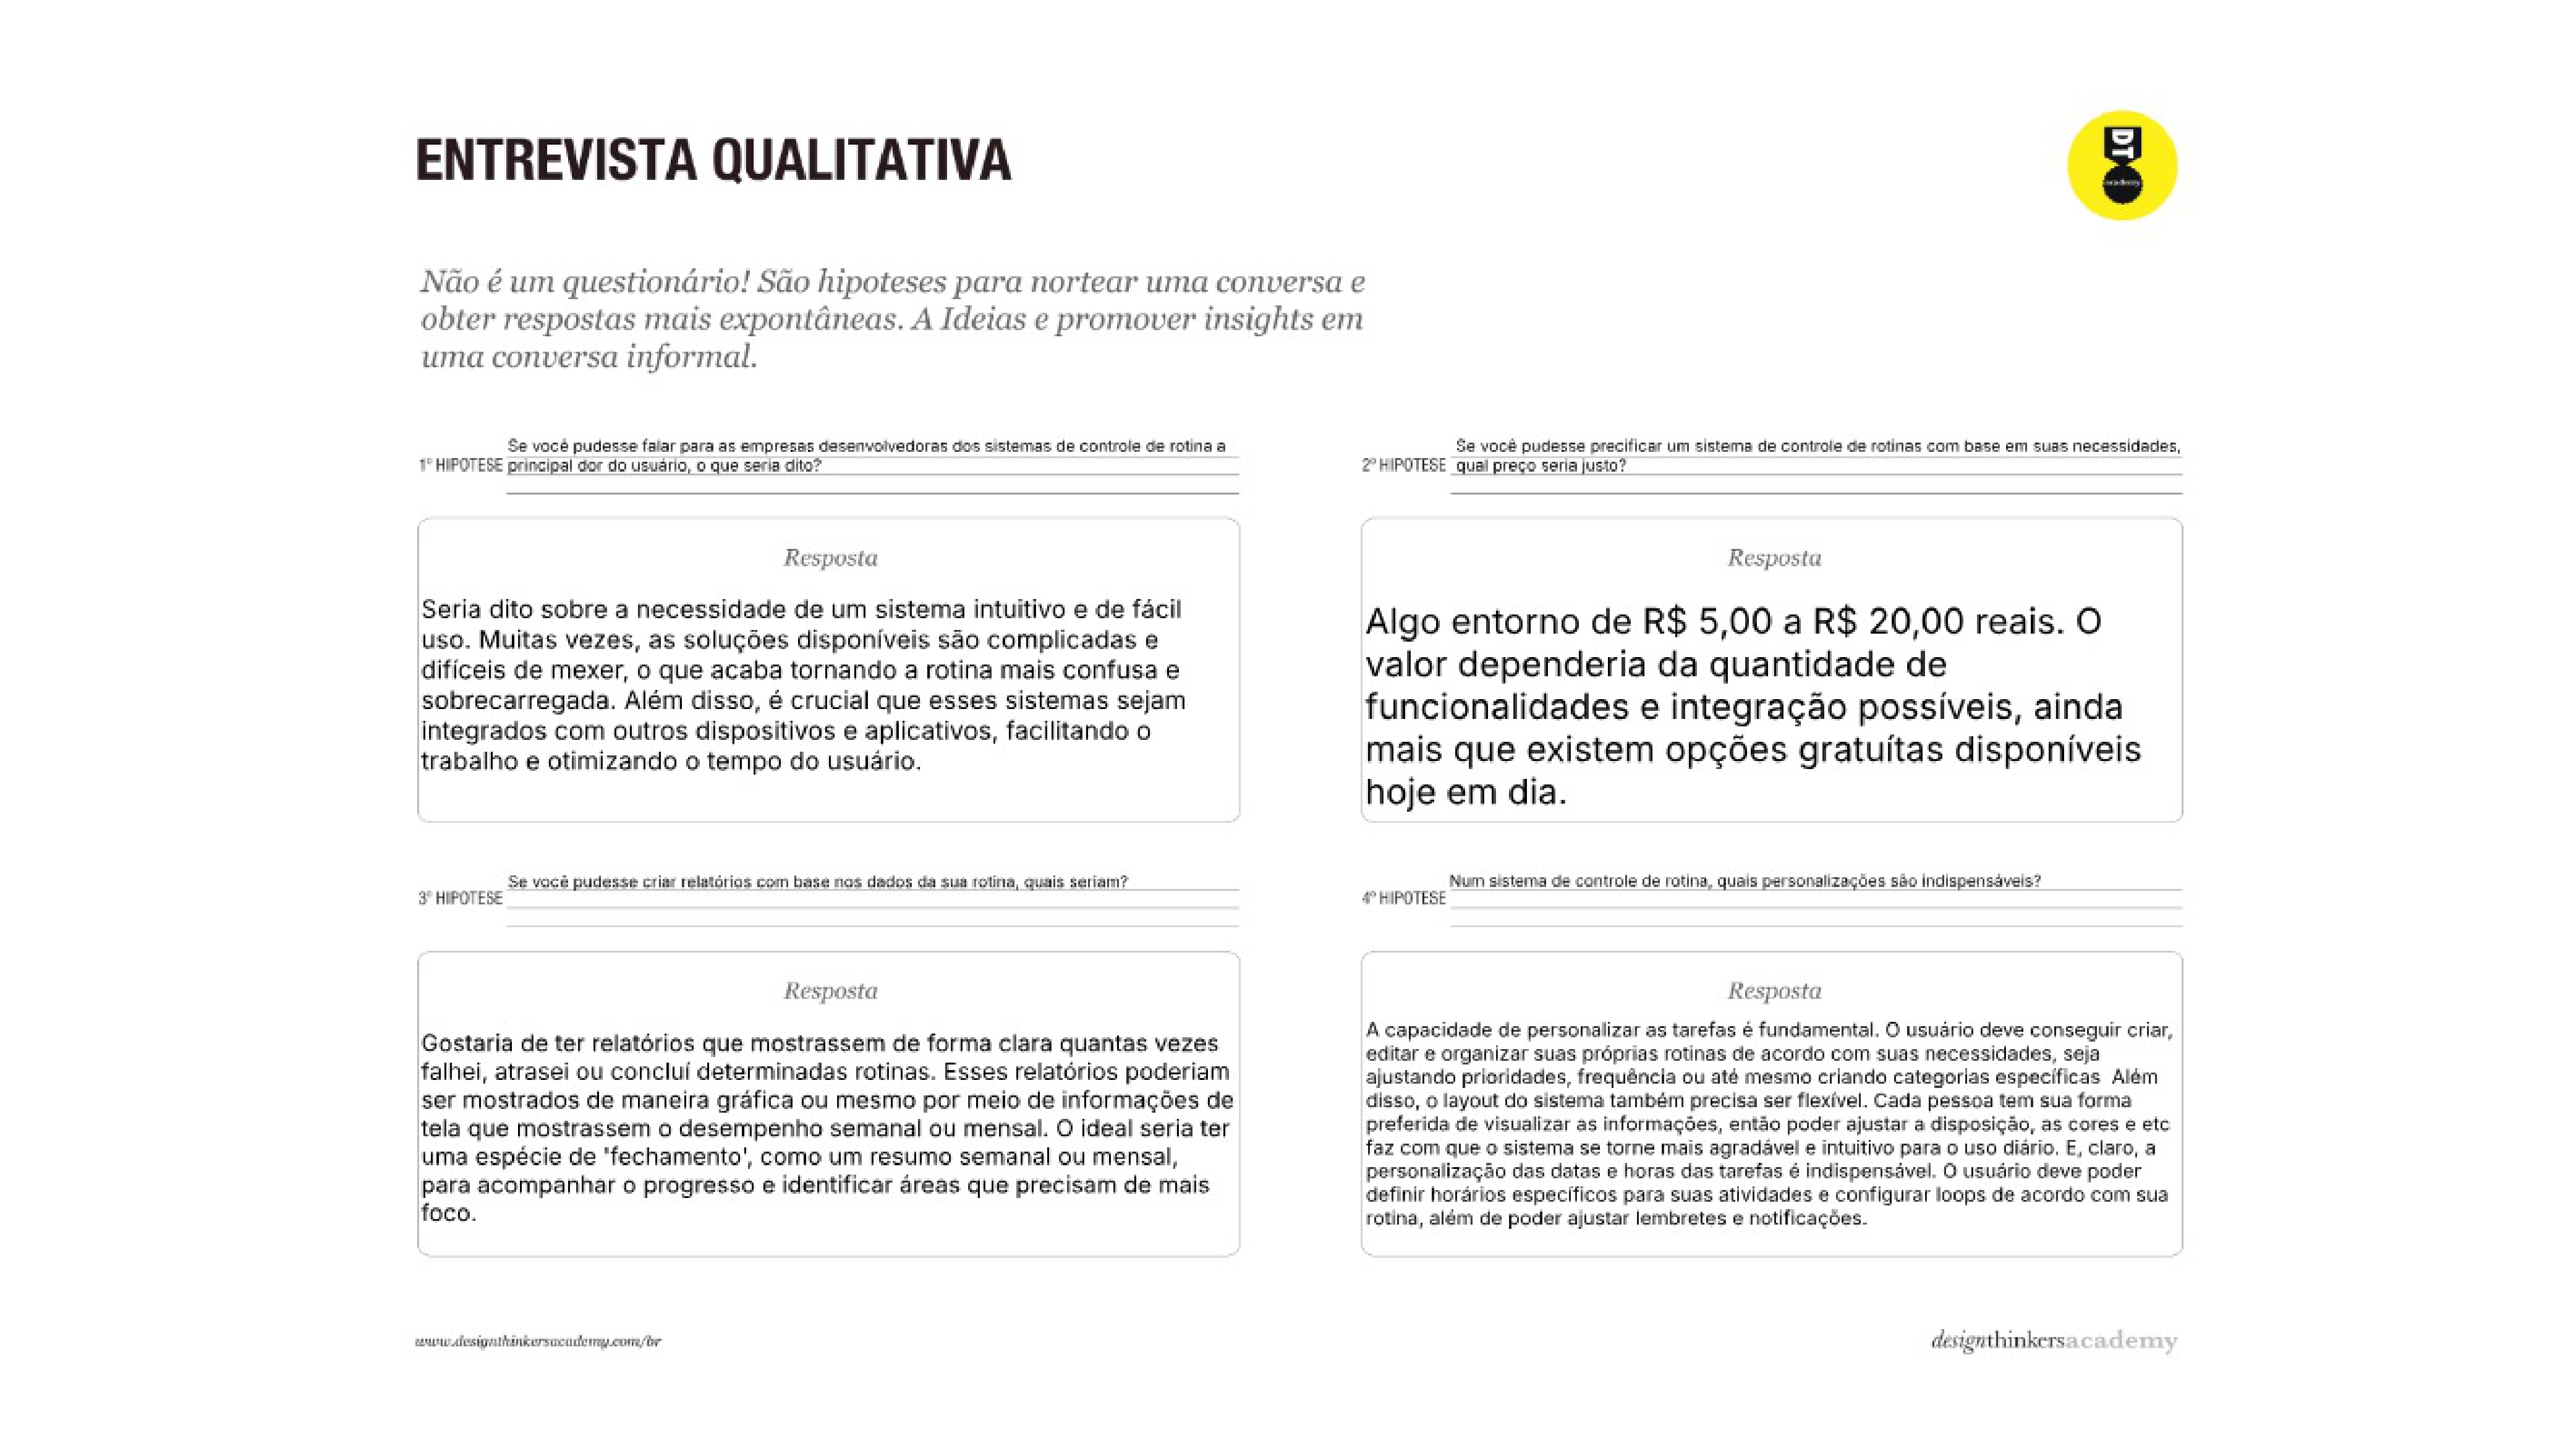 ENTREVISTA QUALITATIVA
DT
academy
Não é um questionário! São hipoteses para nortear uma conversa e
obter respostas mais expontâneas. A Ideias e promover insights em
uma conversa informal.
1º HIPOTESE
Se você pudesse falar para as empresas desenvolvedoras dos sistemas de controle de rotina a
principal dor do usuário, o que seria dito?
Resposta
Seria dito sobre a necessidade de um sistema intuitivo e de fácil
uso. Muitas vezes, as soluções disponíveis são complicadas e
difíceis de mexer, o que acaba tornando a rotina mais confusa e
sobrecarregada. Além disso, é crucial que esses sistemas sejam
integrados com outros dispositivos e aplicativos, facilitando o
trabalho e otimizando o tempo do usuário.
2º HIPOTESE
Se você pudesse precificar um sistema de controle de rotinas com base em suas necessidades,
qual preço seria justo?
Resposta
Algo entorno de R$ 5,00 a R$ 20,00 reais. O
valor dependeria da quantidade de
funcionalidades e integração possíveis, ainda
mais que existem opções gratuítas disponíveis
hoje em dia.
3º HIPOTESE
Se você pudesse criar relatórios com base nos dados da sua rotina, quais seriam?
Resposta
Gostaria de ter relatórios que mostrassem de forma clara quantas vezes
falhei, atrasei ou concluí determinadas rotinas. Esses relatórios poderiam
ser mostrados de maneira gráfica ou mesmo por meio de informações de
tela que mostrassem o desempenho semanal ou mensal. O ideal seria ter
uma espécie de 'fechamento', como um resumo semanal ou mensal,
para acompanhar o progresso e identificar áreas que precisam de mais
foco.
4º HIPOTESE
Num sistema de controle de rotina, quais personalizações são indispensáveis?
Resposta
A capacidade de personalizar as tarefas é fundamental. O usuário deve conseguir criar,
editar e organizar suas próprias rotinas de acordo com suas necessidades, seja
ajustando prioridades, frequência ou até mesmo criando categorias específicas  Além
disso, o layout do sistema também precisa ser flexível. Cada pessoa tem sua forma
preferida de visualizar as informações, então poder ajustar a disposição, as cores e etc
faz com que o sistema se torne mais agradável e intuitivo para o uso diário. E, claro, a
personalização das datas e horas das tarefas é indispensável. O usuário deve poder
definir horários específicos para suas atividades e configurar loops de acordo com sua
rotina, além de poder ajustar lembretes e notificações.
www.designthinkersacademy.com/br
designthinkersacademy